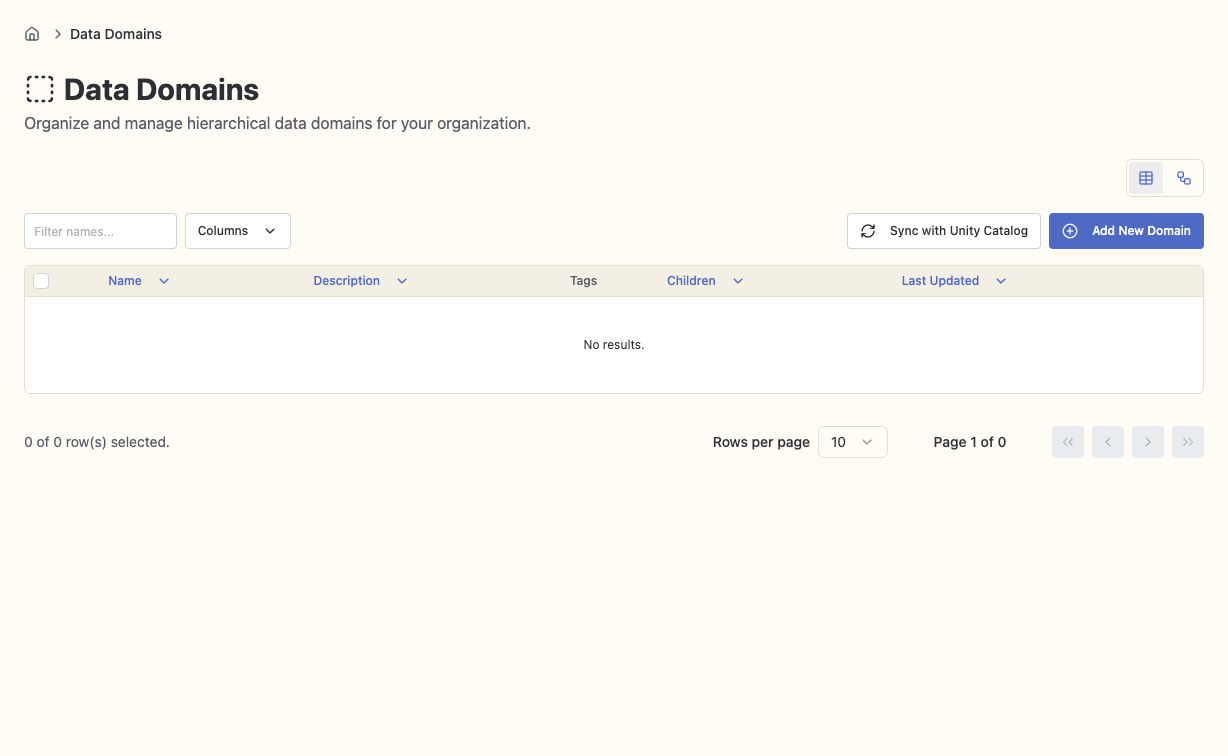 Data Domains
Data Domains
Organize and manage hierarchical data domains for your organization.
Filter names...
Columns
Sync with Unity Catalog
Add New Domain
Name
Description
Tags
Children
Last Updated
No results.
0 of 0 row(s) selected.
Rows per page
10
Page 1 of 0